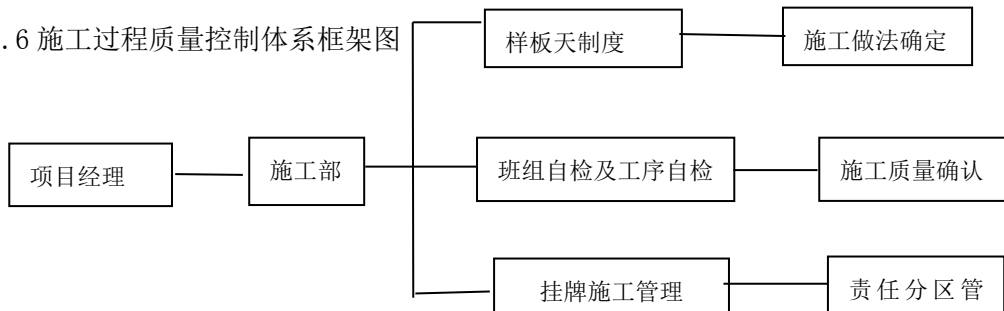 .6 施工过程质量控制体系框架图
样板天制度
施工做法确定
项目经理
施工部
班组自检及工序自检
施工质量确认
挂牌施工管理
责任分区管